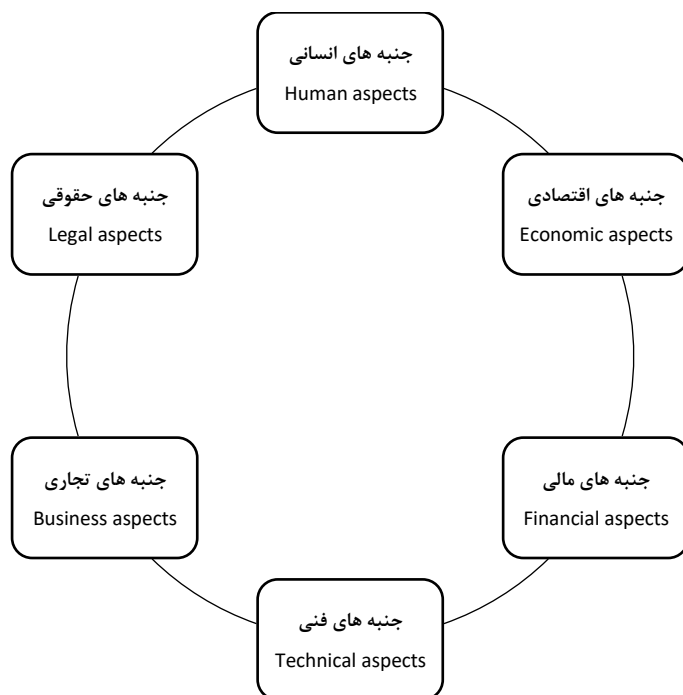 جنبه های انسانی
Human aspects
جنبه های اقتصادی
Economic aspects
جنبه های مالی
Financial aspects
جنبه های فنی
Technical aspects
جنبه های تجاری
Business aspects
جنبه های حقوقی
Legal aspects